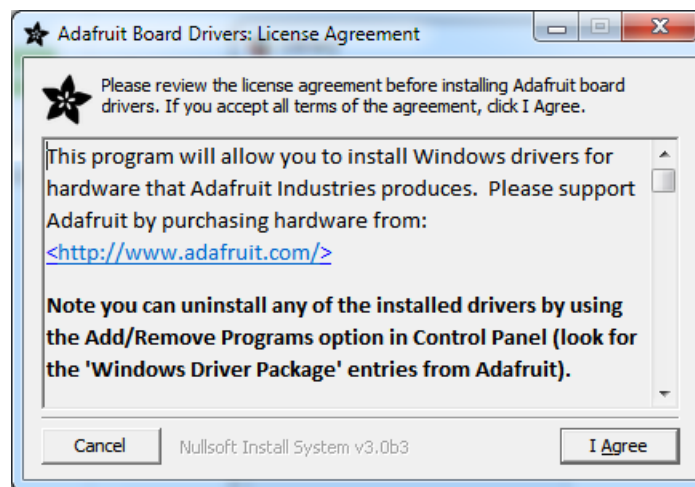 Adafruit Board Drivers: License Agreement
Please review the license agreement before installing Adafruit board
drivers. If you accept all terms of the agreement, click I Agree.
This program will allow you to install Windows drivers for
hardware that Adafruit Industries produces.  Please support
Adafruit by purchasing hardware from:
<http://www.adafruit.com/>
Note you can uninstall any of the installed drivers by using
the Add/Remove Programs option in Control Panel (look for
the 'Windows Driver Package' entries from Adafruit).
Cancel
Nullsoft Install System v3.0b3
I Agree